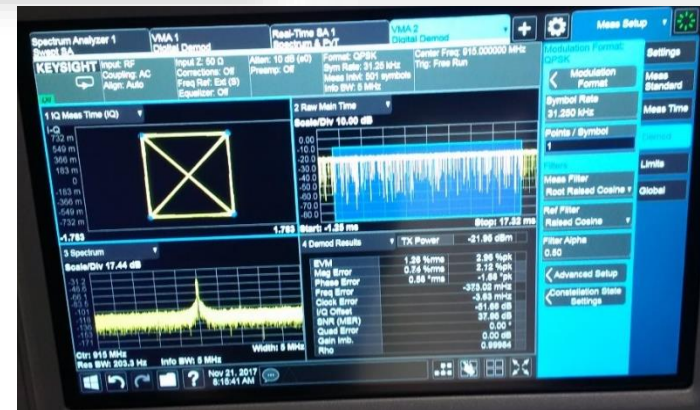 Spectrum Analyzer 1
Swept SA
VMA 1
Digital Demod
Real-Time SA 1
Spectrum & PvT
VMA 2
Digital Demod
Meas Setup
KEYSIGHT
Input: RF
Coupling: AC
Align: Auto
Input Z: 50 Ω
Corrections: Off
Freq Ref: Ext (S)
Equalizer: Off
Atten: 10 dB (e0)
Preamp: Off
Format: QPSK
Sym Rate: 31.25 kHz
Meas Intvl: 501 symbols
Info BW: 5 MHz
Center Freq: 915.000000 MHz
Trig: Free Run
1 IQ Meas Time (IQ)
I-Q
732 m
549 m
366 m
183 m
0
-183 m
-366 m
-549 m
-732 m
-1.783
1.783
2 Raw Main Time
Scale/Div 10.00 dB
0.00
-10.0
-20.0
-30.0
-40.0
-50.0
-60.0
-70.0
-80.0
Start: -1.25 ms
Stop: 17.32 ms
3 Spectrum
Scale/Div 17.44 dB
Ctr: 915 MHz
Width: 5 MHz
Res BW: 203.3 Hz
Info BW: 5 MHz
4 Demod Results
TX Power
-21.96 dBm
EVM
1.26 %rms
2.96 %pk
Mag Error
0.74 %rms
2.12 %pk
Phase Error
0.58 °rms
-1.58 °pk
Freq Error
-373.02 mHz
Clock Error
-3.63 mHz
I/Q Offset
SNR (MER)
37.96 dB
Quad Error
0.00 °
Gain Imb.
0.00 dB
Rho
0.99984
Nov 21, 2017
8:15:41 AM
Modulation Format:
QPSK
Modulation
Format
Symbol Rate
31.250 kHz
Points / Symbol
1
Filters
Meas Filter
Root Raised Cosine
Ref Filter
Raised Cosine
Filter Alpha
0.50
Advanced Setup
Constellation State
Settings
Settings
Meas
Standard
Meas Time
Demod
Limits
Global